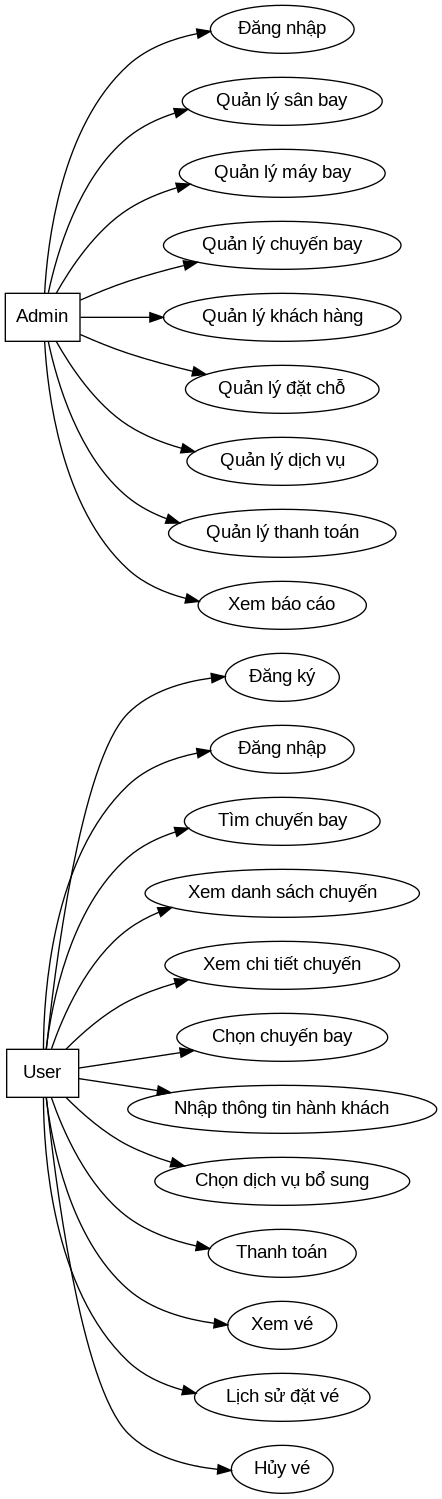 Đăng nhập
Quản lý sân bay
Quản lý máy bay
Quản lý chuyến bay
Admin
Quản lý khách hàng
Quản lý đặt chỗ
Quản lý dịch vụ
Quản lý thanh toán
Xem báo cáo
Đăng ký
Đăng nhập
Tìm chuyến bay
Xem danh sách chuyến
Xem chi tiết chuyến
Chọn chuyến bay
User
Nhập thông tin hành khách
Chọn dịch vụ bổ sung
Thanh toán
Xem vé
Lịch sử đặt vé
Hủy vé